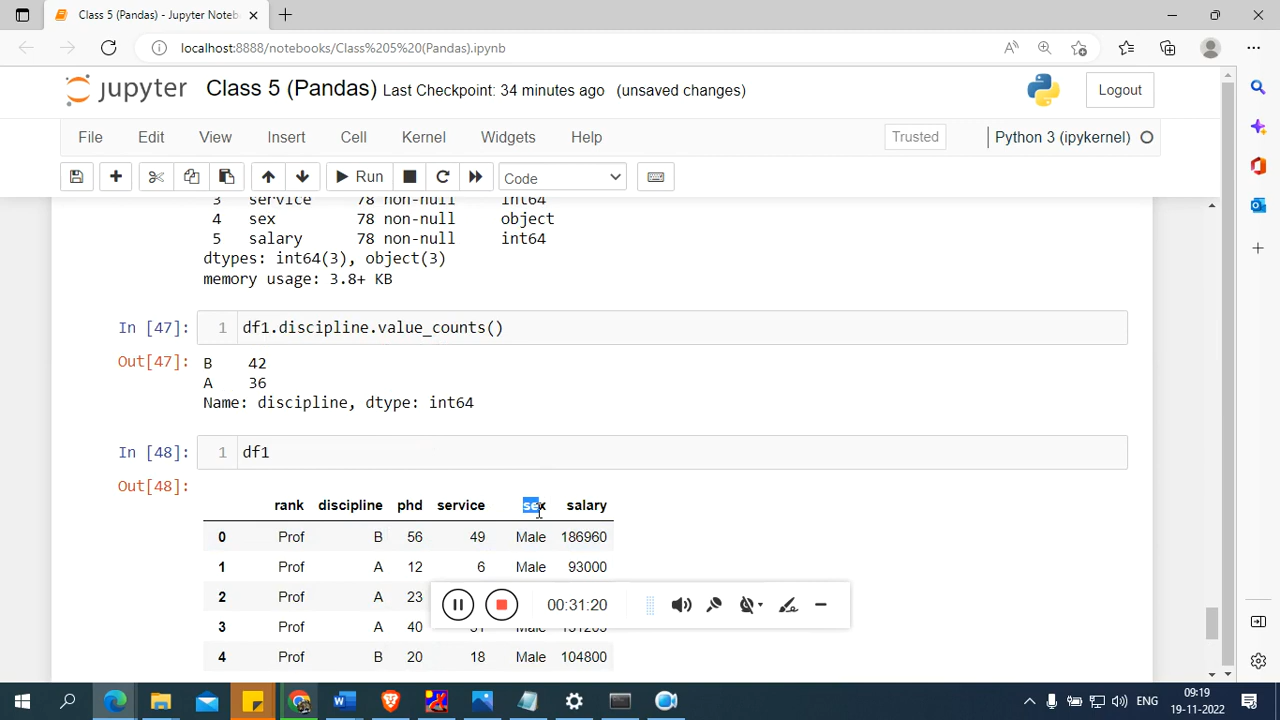 Class 5 (Pandas) - Jupyter Noteb
localhost:8888/notebooks/Class%205%20(Pandas).ipynb
jupyter Class 5 (Pandas) Last Checkpoint: 34 minutes ago (unsaved changes)
Logout
File Edit View Insert Cell Kernel Widgets Help Trusted Python 3 (ipykernel)
Run Code
3 service 78 non-null int64
4 sex 78 non-null object
5 salary 78 non-null int64
dtypes: int64(3), object(3)
memory usage: 3.8+ KB
In [47]: 1 df1.discipline.value_counts()
Out[47]: B 42
A 36
Name: discipline, dtype: int64
In [48]: 1 df1
Out[48]:
rank discipline phd service sex salary
0 Prof B 56 49 Male 186960
1 Prof A 12 6 Male 93000
2 Prof A 23
00:31:20
3 Prof A 40 Male
4 Prof B 20 18 Male 104800
ENG
09:19
19-11-2022